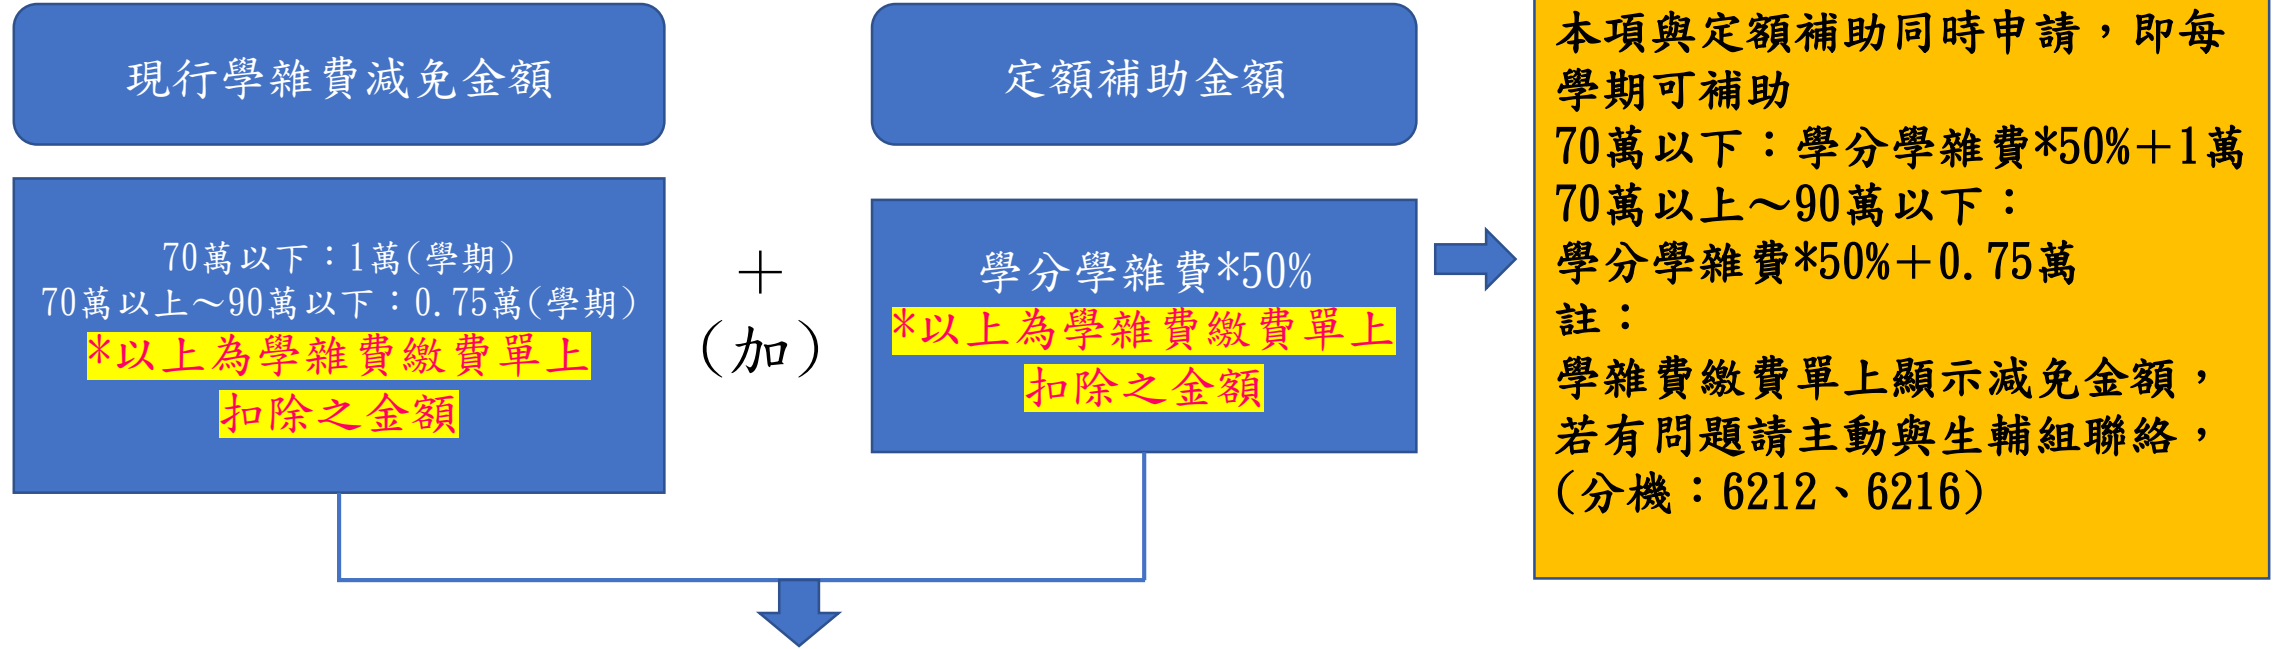 現行學雜費減免金額
70萬以下：1萬(學期)
70萬以上～90萬以下：0.75萬(學期)
*以上為學雜費繳費單上
扣除之金額
＋
(加)
定額補助金額
學分學雜費*50%
*以上為學雜費繳費單上
扣除之金額
本項與定額補助同時申請，即每
學期可補助
70萬以下：學分學雜費*50%＋1萬
70萬以上～90萬以下：
學分學雜費*50%＋0.75萬
註：
學雜費繳費單上顯示減免金額，
若有問題請主動與生輔組聯絡，
(分機：6212、6216)